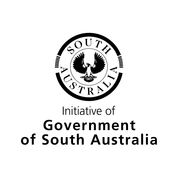 SOUTH
AUSTRALIA
Initiative of
Government
of South Australia